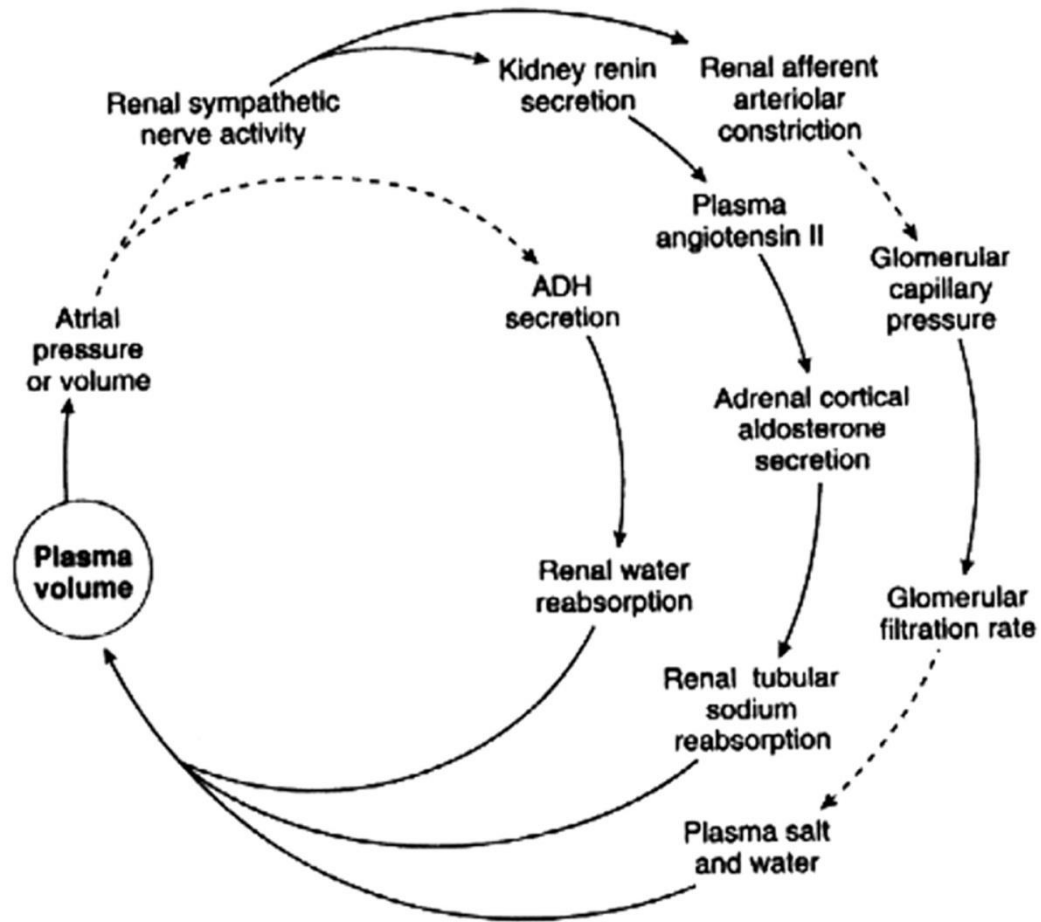 Renal sympathetic
nerve activity
Kidney renin
secretion
Renal afferent
arteriolar
constriction
Plasma
angiotensin II
Glomerular
capillary
pressure
ADH
secretion
Atrial
pressure
or volume
Adrenal cortical
aldosterone
secretion
Plasma
volume
Renal water
reabsorption
Glomerular
filtration rate
Renal tubular
sodium
reabsorption
Plasma salt
and water